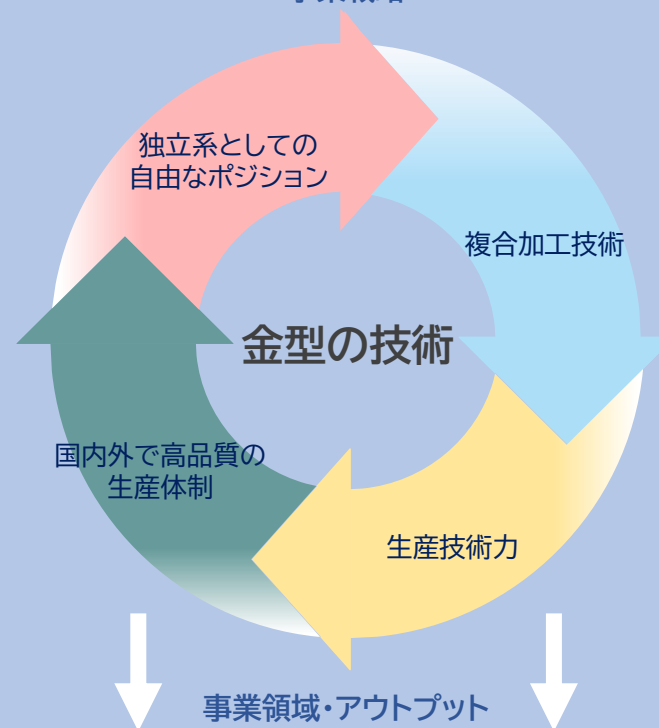 独立系としての
自由なポジション
複合加工技術
金型の技術
国内外で高品質の
生産体制
生産技術力
事業領域・アウトプット